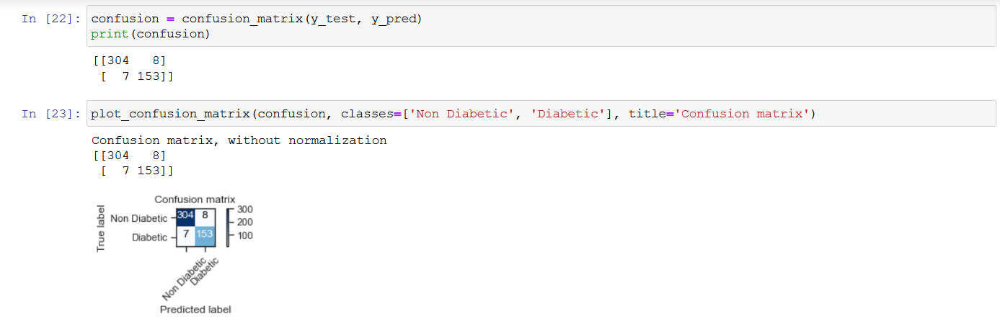 In [22]: confusion = confusion_matrix(y_test, y_pred)
print(confusion)
[[304   8]
 [  7 153]]
In [23]: plot_confusion_matrix(confusion, classes=['Non Diabetic', 'Diabetic'], title='Confusion matrix')
Confusion matrix, without normalization
[[304   8]
 [  7 153]]
Confusion matrix
True label
Non Diabetic 304 8
Diabetic 7 153
300
200
100
Non Diabetic
Diabetic
Predicted label